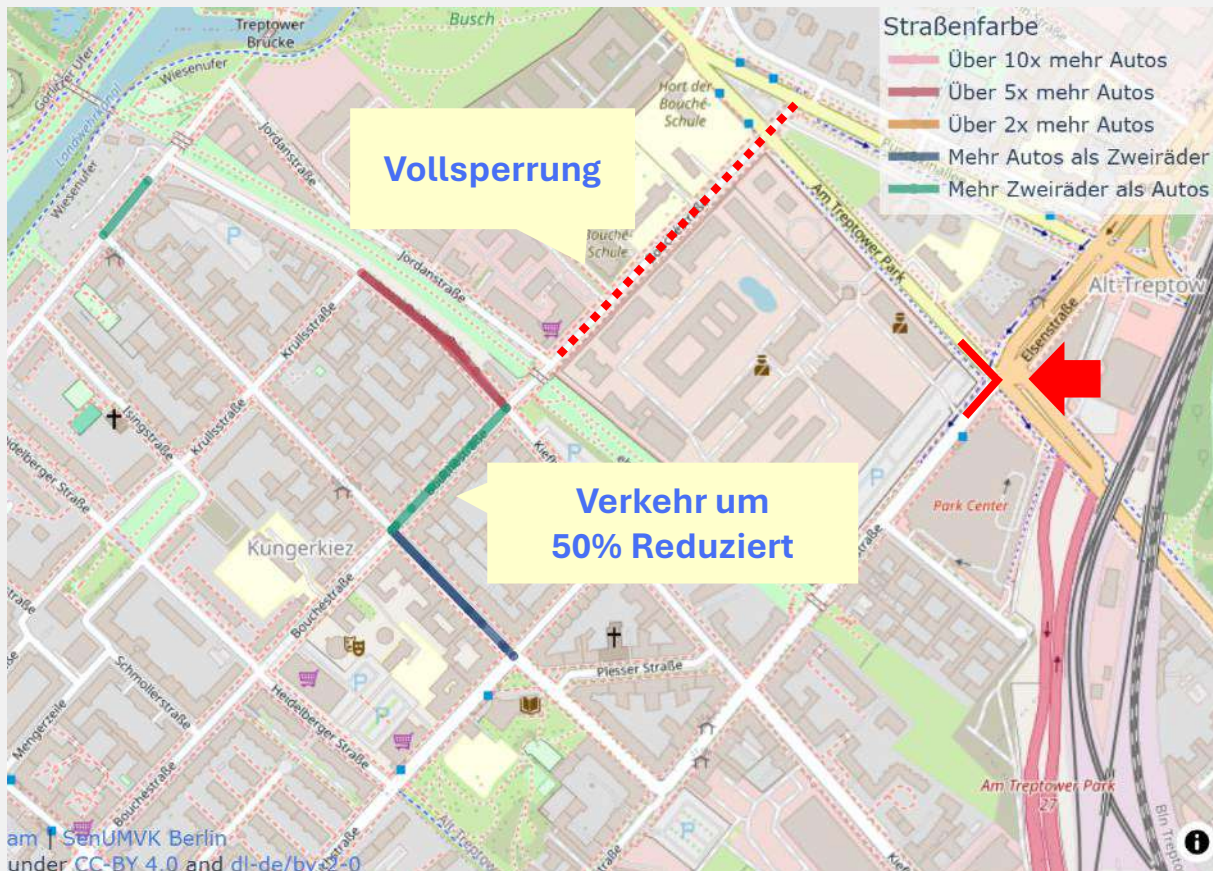 Treptower
Brücke
Busch
Straßenfarbe
Über 10x mehr Autos
Über 5x mehr Autos
Über 2x mehr Autos
Mehr Autos als Zweiräder
Mehr Zweiräder als Autos
Görlitzer Ufer
Wiesenufer
Landwehrkanal
Wiesenufer
Jordanstraße
Hort der
Bouché-
Schule
Vollsperrung
Bouché-
Schule
Am Treptower Park
Alt-Treptow
Elsenstraße
Jordanstraße
P
Krullsstraße
Isingstraße
Krullsstraße
Heidelberger Straße
P
Verkehr um
50% Reduziert
P
Park Center
Kungerkiez
Bouchéstraße
Plesser Straße
P
P
Schmollerstraße
Heidelberger Straße
Mengerzeile
Bouchéstraße
Am Treptower Park
27
P
am | SenUMVK Berlin
under CC-BY 4.0 and dl-de/by-2-0